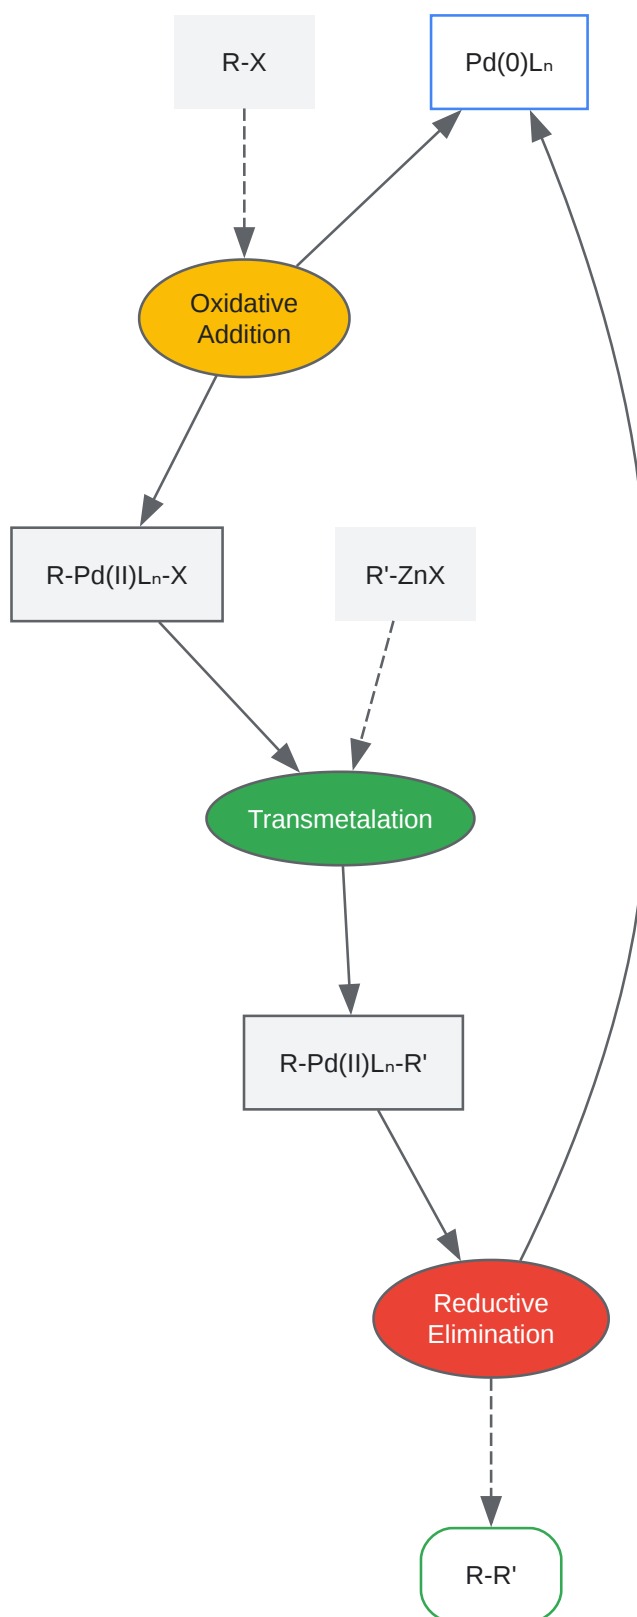 R-X
Pd(0)Lₙ
Oxidative
Addition
R-Pd(II)Lₙ-X
R'-ZnX
Transmetalation
R-Pd(II)Lₙ-R'
Reductive
Elimination
R-R'